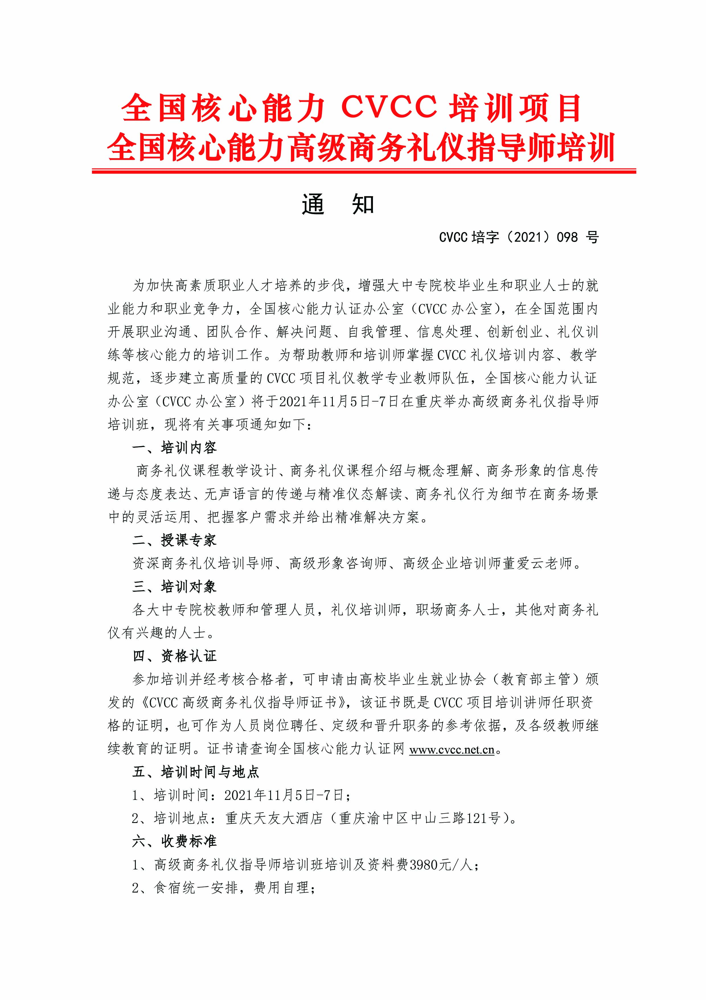 全国核心能力 CVCC 培训项目
全国核心能力高级商务礼仪指导师培训
通 知
CVCC 培字（2021）098 号
为加快高素质职业人才培养的步伐，增强大中专院校毕业生和职业人士的就
业能力和职业竞争力，全国核心能力认证办公室（CVCC 办公室），在全国范围内
开展职业沟通、团队合作、解决问题、自我管理、信息处理、创新创业、礼仪训
练等核心能力的培训工作。为帮助教师和培训师掌握 CVCC 礼仪培训内容、教学
规范，逐步建立高质量的 CVCC 项目礼仪教学专业教师队伍，全国核心能力认证
办公室（CVCC 办公室）将于2021年11月5日-7日在重庆举办高级商务礼仪指导师
培训班，现将有关事项通知如下：
一、培训内容
商务礼仪课程教学设计、商务礼仪课程介绍与概念理解、商务形象的信息传
递与态度表达、无声语言的传递与精准仪态解读、商务礼仪行为细节在商务场景
中的灵活运用、把握客户需求并给出精准解决方案。
二、授课专家
资深商务礼仪培训导师、高级形象咨询师、高级企业培训师董爱云老师。
三、培训对象
各大中专院校教师和管理人员，礼仪培训师，职场商务人士，其他对商务礼
仪有兴趣的人士。
四、资格认证
参加培训并经考核合格者，可申请由高校毕业生就业协会（教育部主管）颁
发的《CVCC 高级商务礼仪指导师证书》，该证书既是 CVCC 项目培训讲师任职资
格的证明，也可作为人员岗位聘任、定级和晋升职务的参考依据，及各级教师继
续教育的证明。证书请查询全国核心能力认证网 www.cvcc.net.cn。
五、培训时间与地点
1、培训时间：2021年11月5日-7日；
2、培训地点：重庆天友大酒店（重庆渝中区中山三路121号）。
六、收费标准
1、高级商务礼仪指导师培训班培训及资料费3980元/人；
2、食宿统一安排，费用自理；